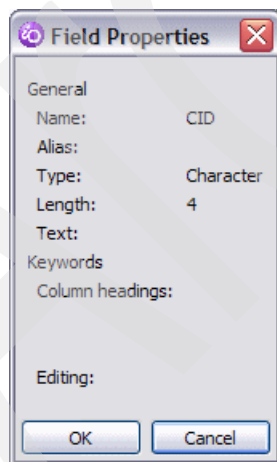 Field Properties
General
Name: CID
Alias:
Type: Character
Length: 4
Text:
Keywords
Column headings:
Editing:
OK Cancel